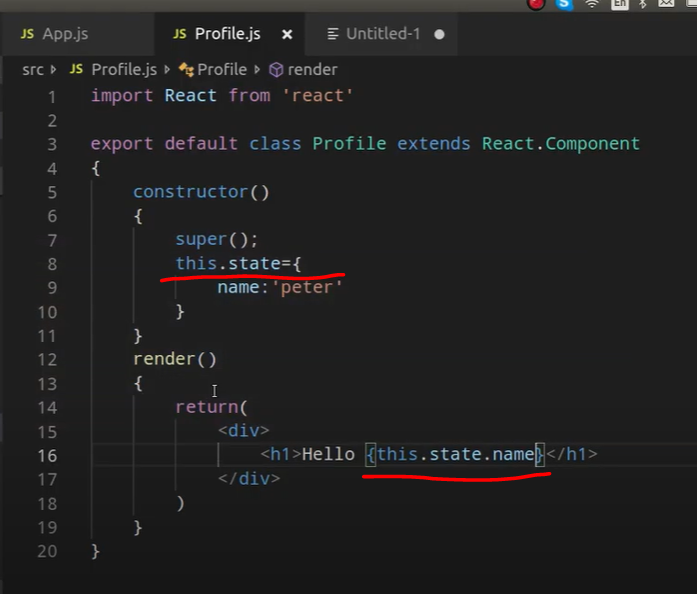 En
JS App.js JS Profile.js × Untitled-1 ●
src > JS Profile.js > Profile > render
1 import React from 'react'
2
3 export default class Profile extends React.Component
4 {
5 constructor()
6 {
7 super();
8 this.state={
9 name:'peter'
10 }
11 }
12 render()
13 {
14 return(
15 <div>
16 <h1>Hello {this.state.name}</h1>
17 </div>
18 )
19 }
20 }